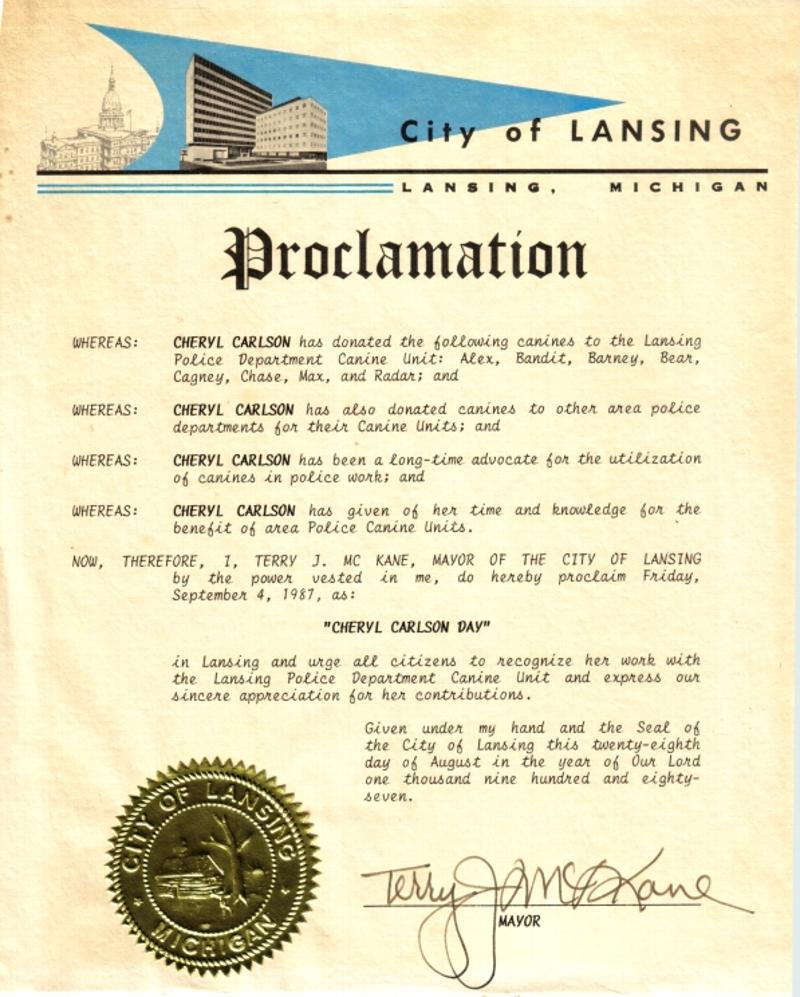 City of LANSING
LANSING, MICHIGAN
Proclamation
WHEREAS: CHERYL CARLSON has donated the following canines to the Lansing
Police Department Canine Unit: Alex, Bandit, Barney, Bear,
Cagney, Chase, Max, and Radar; and
WHEREAS: CHERYL CARLSON has also donated canines to other area police
departments for their Canine Units; and
WHEREAS: CHERYL CARLSON has been a long-time advocate for the utilization
of canines in police work; and
WHEREAS: CHERYL CARLSON has given of her time and knowledge for the
benefit of area Police Canine Units.
NOW, THEREFORE, I, TERRY J. MC KANE, MAYOR OF THE CITY OF LANSING
by the power vested in me, do hereby proclaim Friday,
September 4, 1987, as:
"CHERYL CARLSON DAY"
in Lansing and urge all citizens to recognize her work with
the Lansing Police Department Canine Unit and express our
sincere appreciation for her contributions.
Given under my hand and the Seal of
the City of Lansing this twenty-eighth
day of August in the year of Our Lord
one thousand nine hundred and eighty-
seven.
CITY OF LANSING
MICHIGAN
Terry J McKane
MAYOR